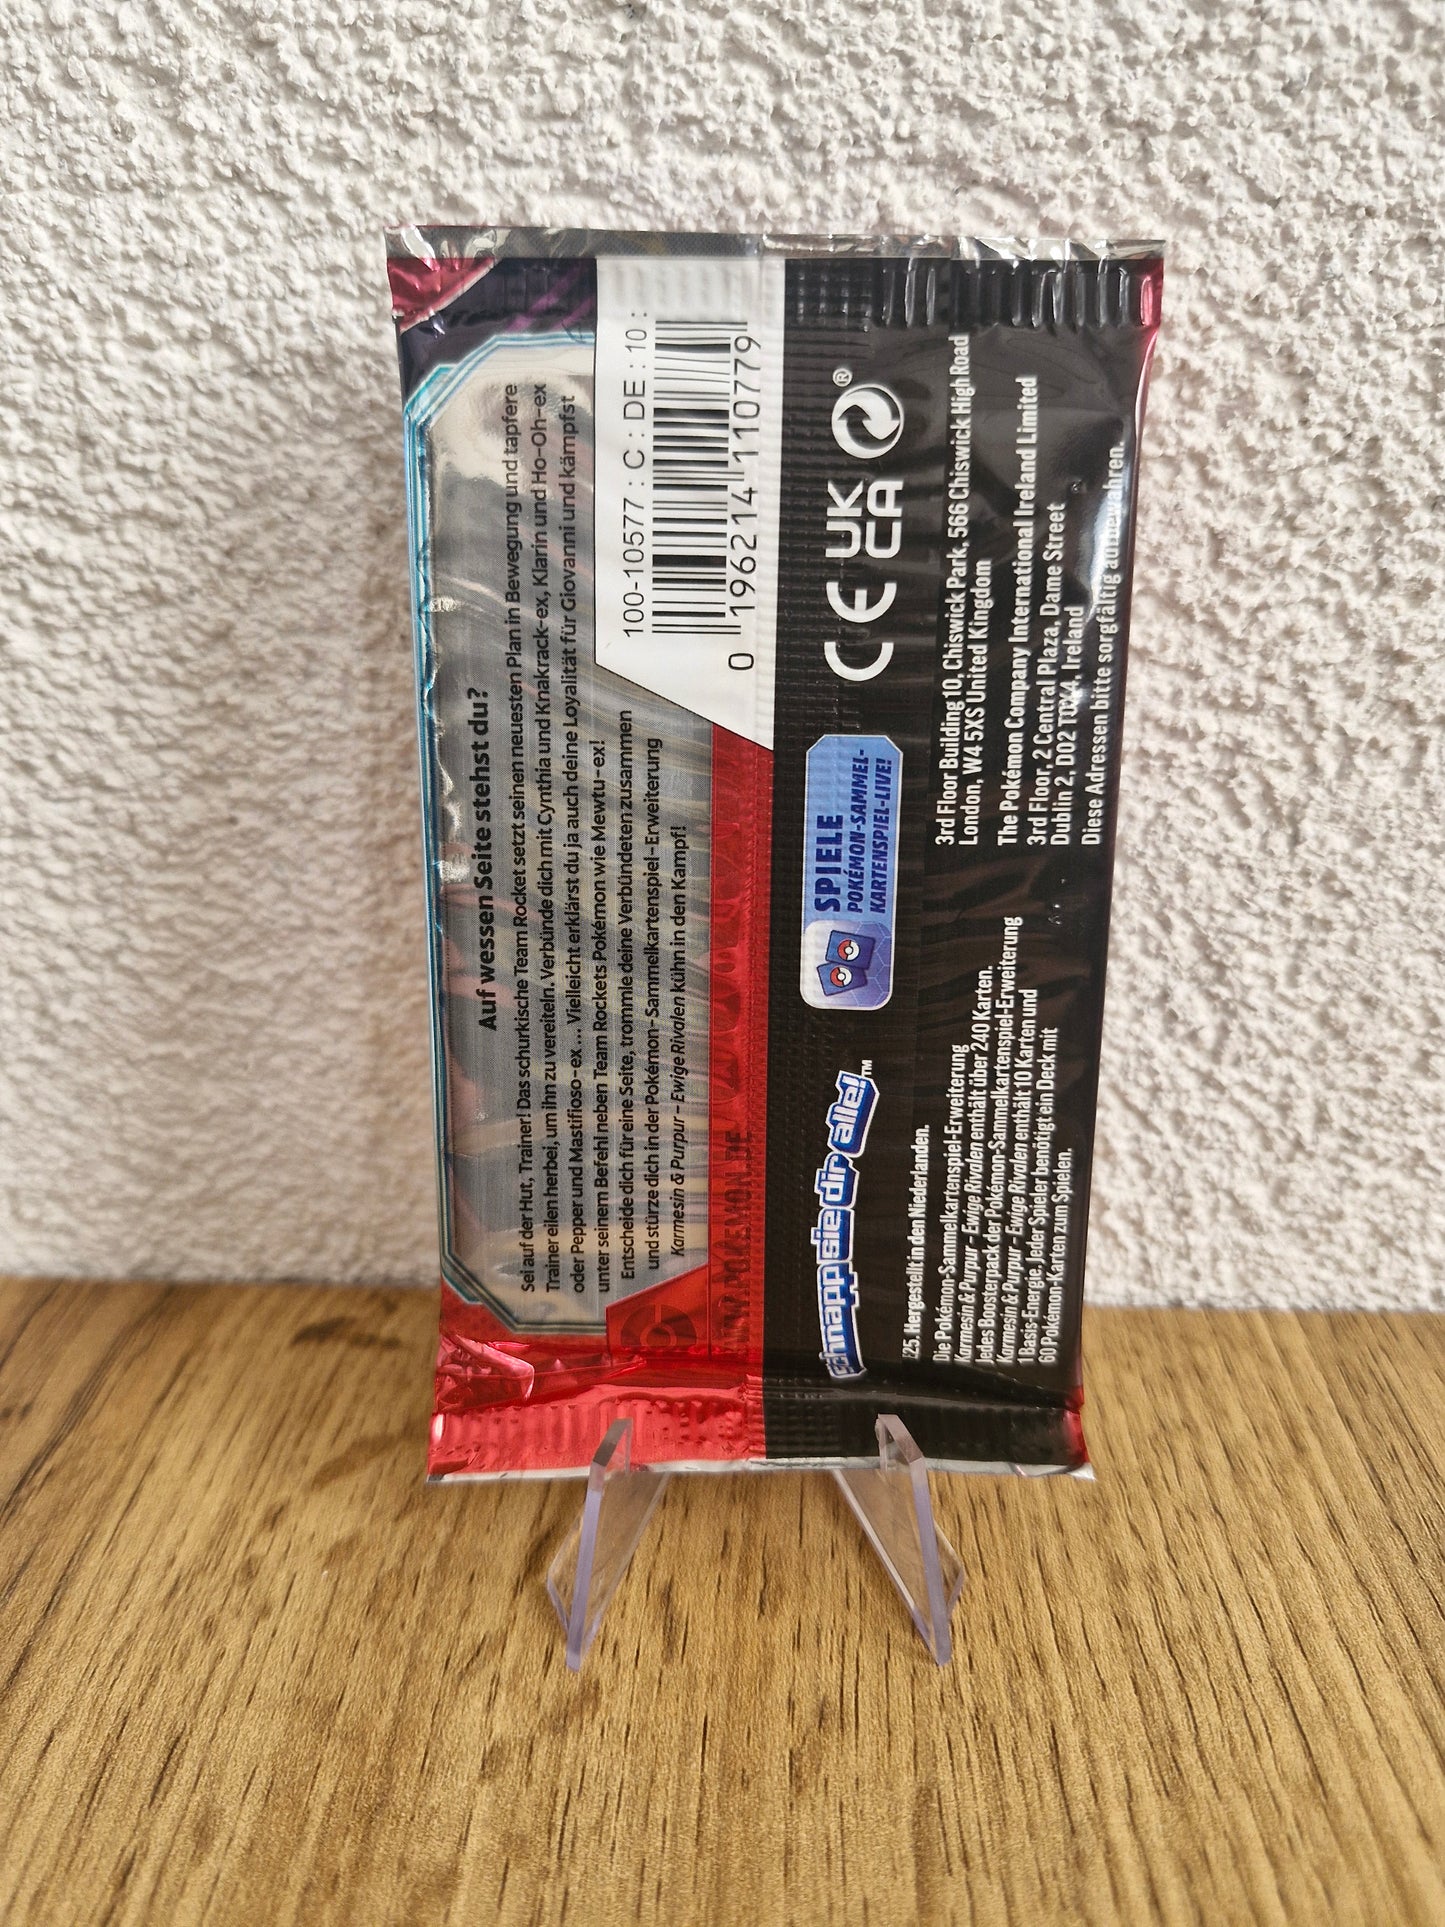 Auf wessen Seite stehst du?
Sei auf der Hut, Trainer! Das schurkische Team Rocket setzt seinen neuesten Plan in Bewegung und tapfere
Trainer eilen herbei, um ihn zu vereiteln. Verbünde dich mit Cynthia und Knakrack-ex, Klarin und Ho-Oh-ex
oder Pepper und Mastifioso-ex ... Vielleicht erklärst du ja auch deine Loyalität für Giovanni und kämpfst
unter seinem Befehl neben Team Rockets Pokémon wie Mewtu-ex!
Entscheide dich für eine Seite, trommle deine Verbündeten zusammen
und stürze dich in der Pokémon-Sammelkartenspiel-Erweiterung
Karmesin & Purpur – Ewige Rivalen kühn in den Kampf!
100-10577 : C : DE : 10 :
0 196214 110779
WWW.POKEMON.DE
schnapp sie dir alle!™
SPIELE
POKÉMON-SAMMEL-
KARTENSPIEL-LIVE!
CE UK
CA ®
25. Hergestellt in den Niederlanden.
Die Pokémon-Sammelkartenspiel-Erweiterung
Karmesin & Purpur – Ewige Rivalen enthält über 240 Karten.
Jedes Boosterpack der Pokémon-Sammelkartenspiel-Erweiterung
Karmesin & Purpur – Ewige Rivalen enthält 10 Karten und
1 Basis-Energie. Jeder Spieler benötigt ein Deck mit
60 Pokémon-Karten zum Spielen.
3rd Floor Building 10, Chiswick Park, 566 Chiswick High Road
London, W4 5XS United Kingdom
The Pokémon Company International Ireland Limited
3rd Floor, 2 Central Plaza, Dame Street
Dublin 2, D02 T0X4, Ireland
Diese Adressen bitte sorgfältig aufbewahren.